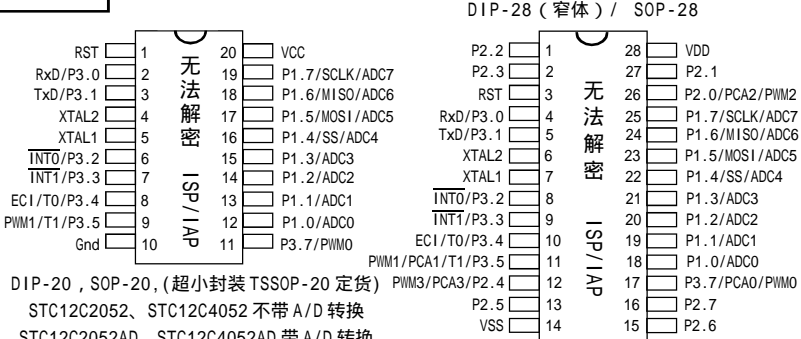 DIP-28（窄体）/ SOP-28
RST 1 20 VCC
RxD/P3.0 2 19 P1.7/SCLK/ADC7
TxD/P3.1 3 18 P1.6/MISO/ADC6
XTAL2 4 17 P1.5/MOSI/ADC5
XTAL1 5 16 P1.4/SS/ADC4
INT0/P3.2 6 15 P1.3/ADC3
INT1/P3.3 7 14 P1.2/ADC2
ECI/T0/P3.4 8 13 P1.1/ADC1
PWM1/T1/P3.5 9 12 P1.0/ADC0
Gnd 10 11 P3.7/PWM0
无法解密 ISP/IAP
DIP-20，SOP-20,(超小封装TSSOP-20定货)
STC12C2052、STC12C4052 不带A/D转换
STC12C2052AD、STC12C4052AD 带A/D转换
P2.2 1 28 VDD
P2.3 2 27 P2.1
RST 3 26 P2.0/PCA2/PWM2
RxD/P3.0 4 25 P1.7/SCLK/ADC7
TxD/P3.1 5 24 P1.6/MISO/ADC6
XTAL2 6 23 P1.5/MOSI/ADC5
XTAL1 7 22 P1.4/SS/ADC4
INT0/P3.2 8 21 P1.3/ADC3
INT1/P3.3 9 20 P1.2/ADC2
ECI/T0/P3.4 10 19 P1.1/ADC1
PWM1/PCA1/T1/P3.5 11 18 P1.0/ADC0
PWM3/PCA3/P2.4 12 17 P3.7/PCA0/PWM0
P2.5 13 16 P2.7
VSS 14 15 P2.6
无法解密 ISP/IAP